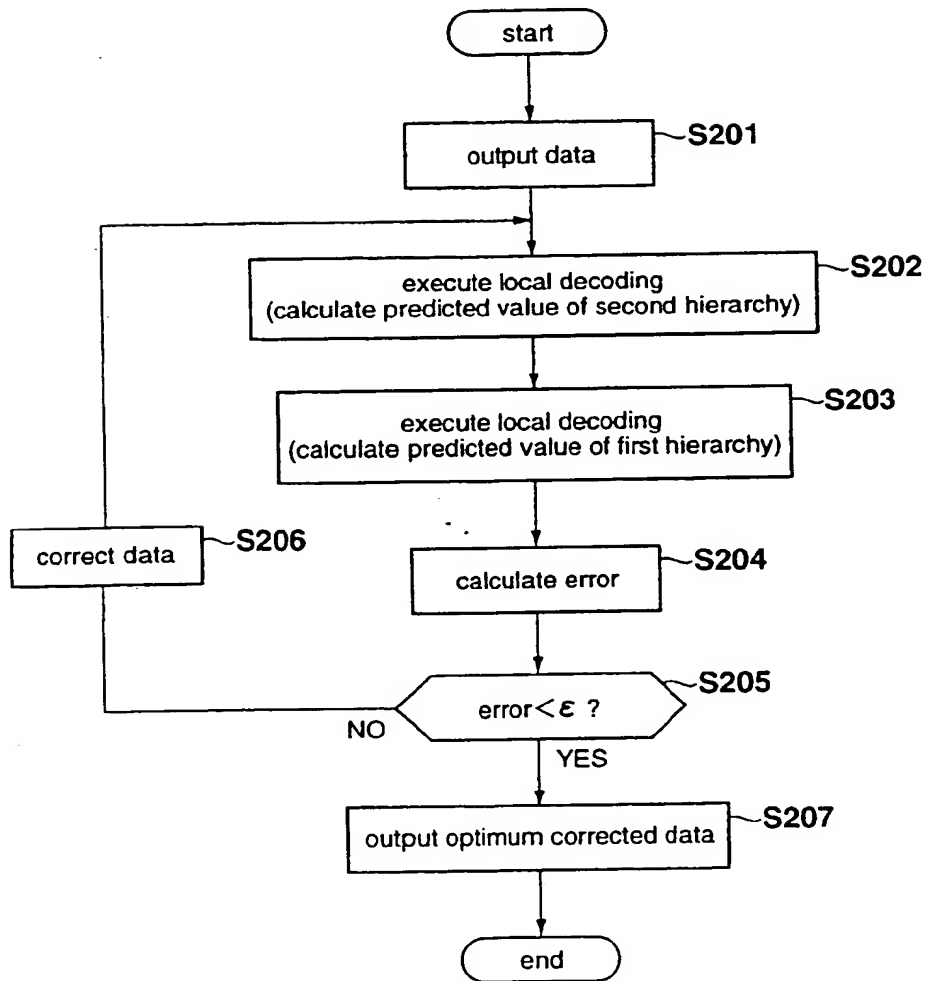 start
S201
output data
S202
execute local decoding
(calculate predicted value of second hierarchy)
S203
execute local decoding
(calculate predicted value of first hierarchy)
S206
correct data
S204
calculate error
S205
error<ε ?
NO
YES
S207
output optimum corrected data
end